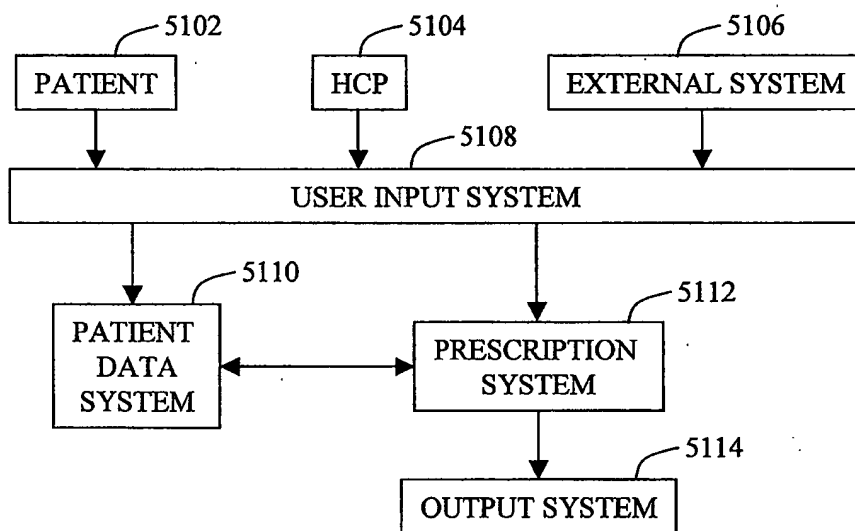 5102
5104
5106
PATIENT
HCP
EXTERNAL SYSTEM
5108
USER INPUT SYSTEM
5110
PATIENT
DATA
SYSTEM
5112
PRESCRIPTION
SYSTEM
5114
OUTPUT SYSTEM